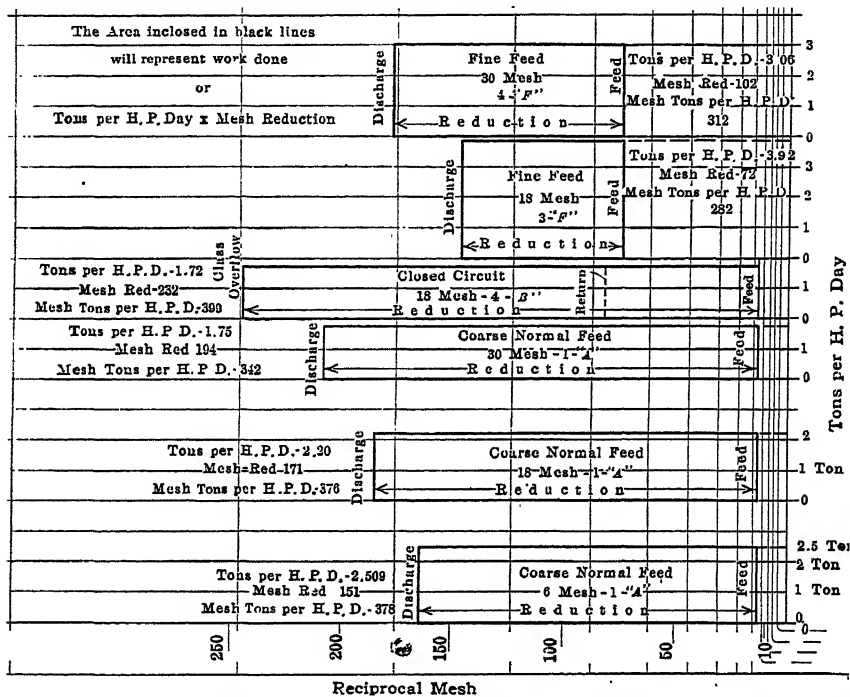 The Area inclosed in black lines
will represent work done
or
Tons per H.P.Day x Mesh Reduction
Discharge
Fine Feed
30 Mesh
4-"F"
Reduction
Feed
Tons per H.P.D.-3.06
Mesh Red-102
Mesh Tons per H.P.D.
312
3
2
1
0
Discharge
Fine Feed
18 Mesh
3-"F"
Reduction
Feed
Tons per H.P.D.-3.92
Mesh Red-72
Mesh Tons per H.P.D.
282
3
2
1
0
Tons per H.P.D.-1.72
Mesh Red-232
Mesh Tons per H.P.D.-399
Class
Overflow
Closed Circuit
18 Mesh-4-"B"
Reduction
Return
Feed
1
0
Tons per H.P.D.-1.75
Mesh Red 194
Mesh Tons per H.P.D.-342
Discharge
Coarse Normal Feed
30 Mesh-1-"A"
Reduction
Feed
1
0
Tons per H.P.D.-2.20
Mesh=Red-171
Mesh Tons per H.P.D.-376
Discharge
Coarse Normal Feed
18 Mesh-1-"A"
Reduction
Feed
2
1 Ton
0
Tons per H.P.D.-2.509
Mesh Red 151
Mesh Tons per H.P.D.-378
Discharge
Coarse Normal Feed
6 Mesh-1-"A"
Reduction
Feed
2.5 Ton
2 Ton
1 Ton
0
0
Tons per H.P. Day
250
200
150
100
50
10
Reciprocal Mesh